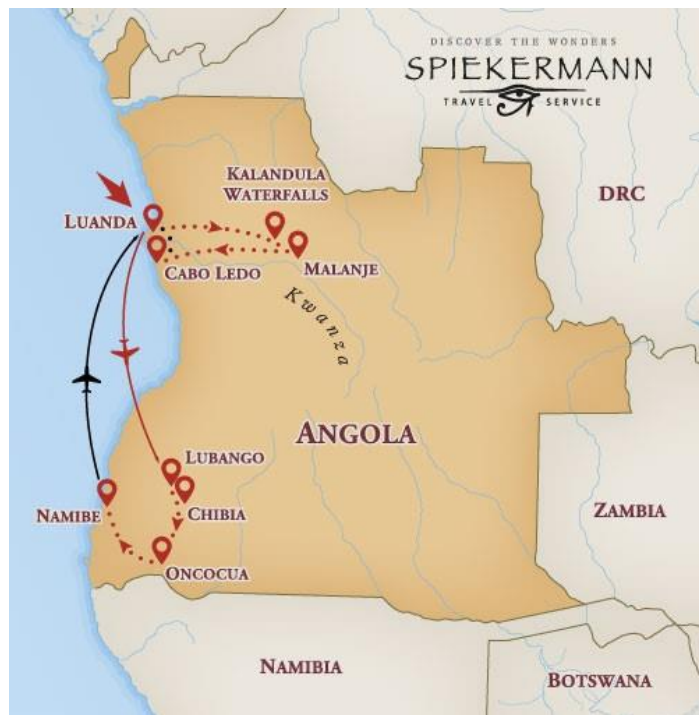 DISCOVER THE WONDERS
SPIEKERMANN
TRAVEL SERVICE
KALANDULA
WATERFALLS
DRC
LUANDA
CABO LEDO
MALANJE
Kwanza
ANGOLA
LUBANGO
NAMIBE
CHIBIA
ZAMBIA
ONCOCUA
NAMIBIA
BOTSWANA